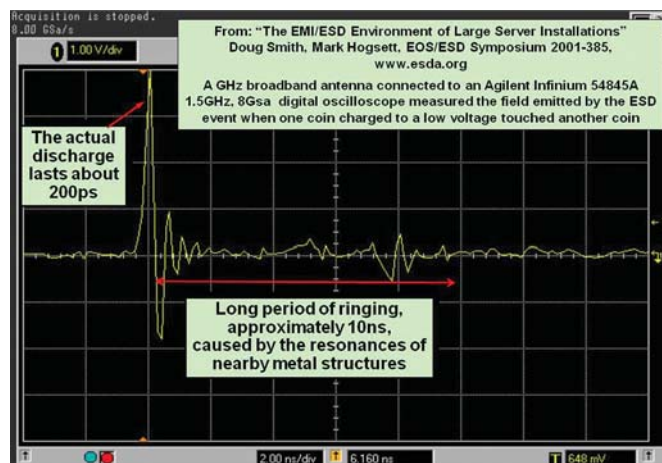 Acquisition is stopped.
8.00 GSa/s
1 1.00 V/div
From: “The EMI/ESD Environment of Large Server Installations”
Doug Smith, Mark Hogsett, EOS/ESD Symposium 2001-385,
www.esda.org
A GHz broadband antenna connected to an Agilent Infinium 54845A
1.5GHz, 8Gsa digital oscilloscope measured the field emitted by the ESD
event when one coin charged to a low voltage touched another coin
The actual
discharge
lasts about
200ps
Long period of ringing,
approximately 10ns,
caused by the resonances of
nearby metal structures
2.00 ns/div 6.160 ns T 648 mV